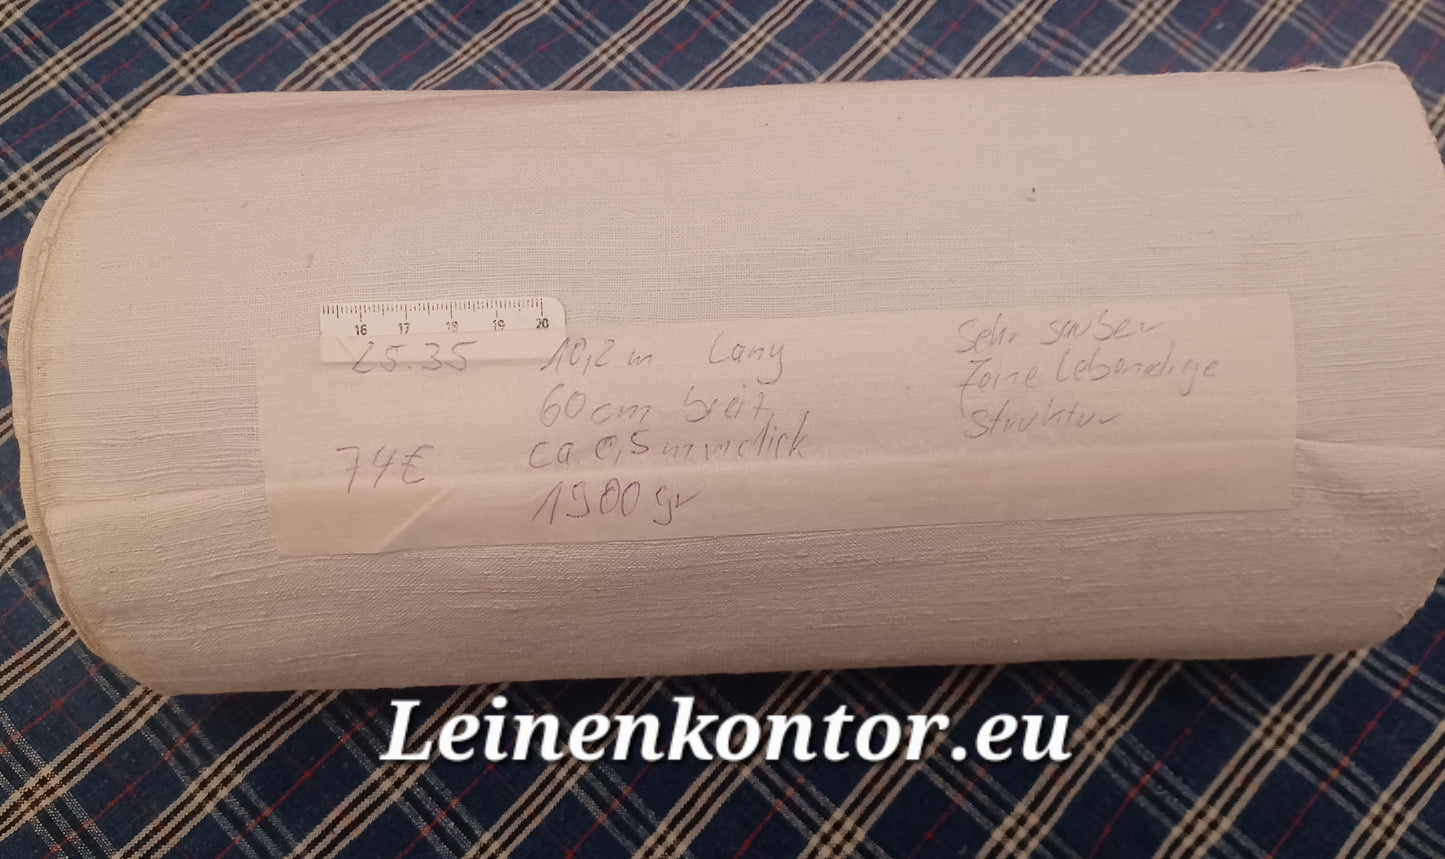 16 17 18 19 20
25.35 10,2 m Lang
60 cm breit
ca 0,5 mm dick
74€
1900 gr
Sehr sauber
Feine Lebendige
Struktur
Leinenkontor.eu